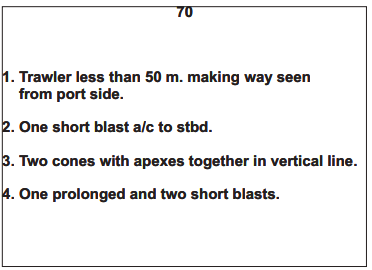 70
1. Trawler less than 50 m. making way seen
from port side.
2. One short blast a/c to stbd.
3. Two cones with apexes together in vertical line.
4. One prolonged and two short blasts.